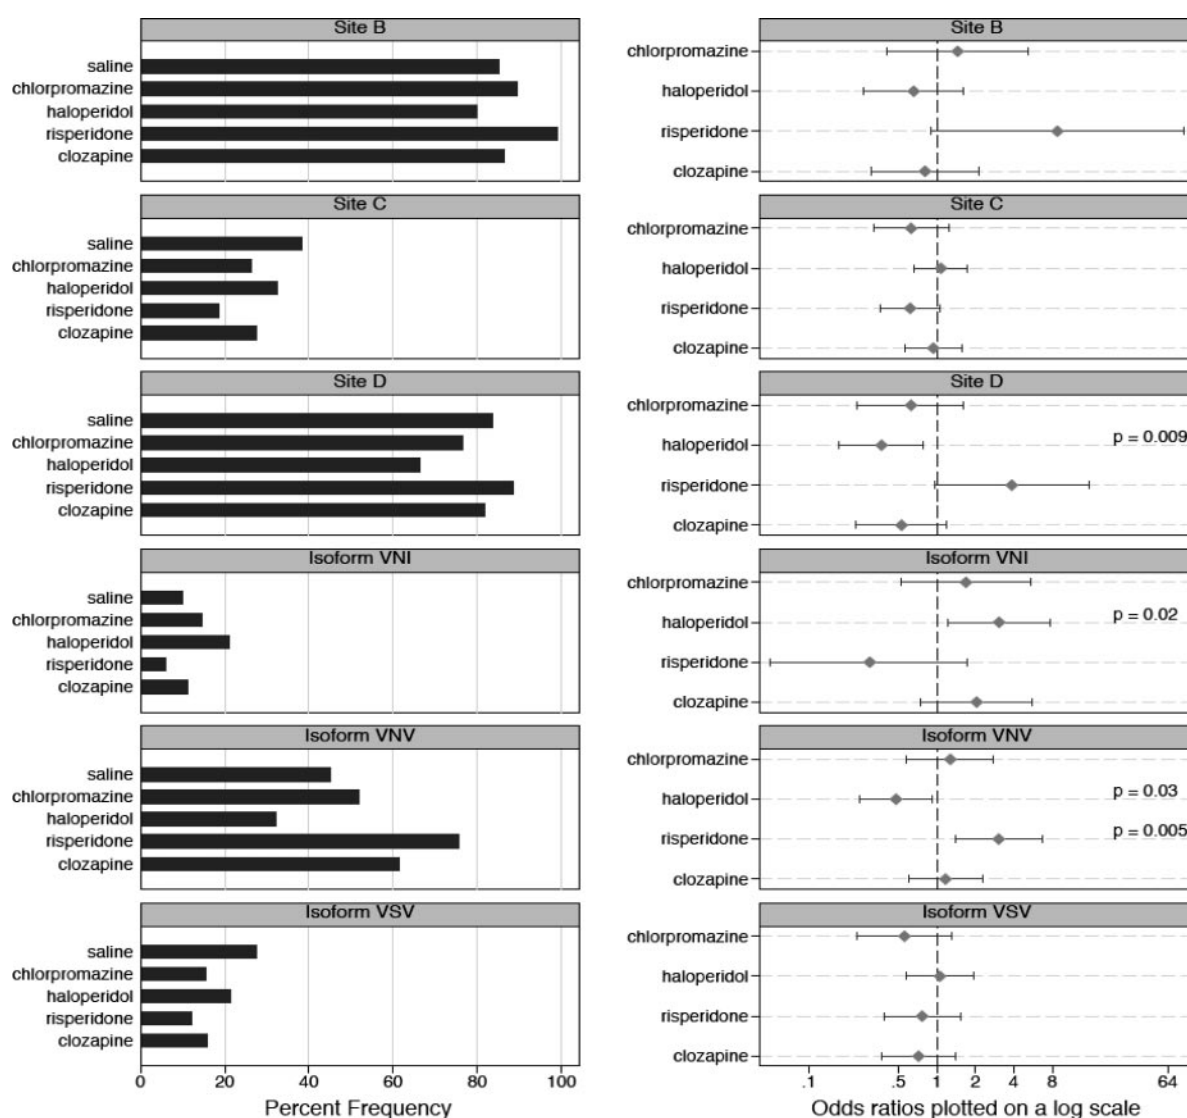 Site B
saline
chlorpromazine
haloperidol
risperidone
clozapine
Site C
saline
chlorpromazine
haloperidol
risperidone
clozapine
Site D
saline
chlorpromazine
haloperidol
risperidone
clozapine
Isoform VNI
saline
chlorpromazine
haloperidol
risperidone
clozapine
Isoform VNV
saline
chlorpromazine
haloperidol
risperidone
clozapine
Isoform VSV
saline
chlorpromazine
haloperidol
risperidone
clozapine
0 20 40 60 80 100
Percent Frequency
Site B
chlorpromazine
haloperidol
risperidone
clozapine
Site C
chlorpromazine
haloperidol
risperidone
clozapine
Site D
chlorpromazine
haloperidol p = 0.009
risperidone
clozapine
Isoform VNI
chlorpromazine
haloperidol p = 0.02
risperidone
clozapine
Isoform VNV
chlorpromazine
haloperidol p = 0.03
risperidone p = 0.005
clozapine
Isoform VSV
chlorpromazine
haloperidol
risperidone
clozapine
.1 .5 1 2 4 8 64
Odds ratios plotted on a log scale